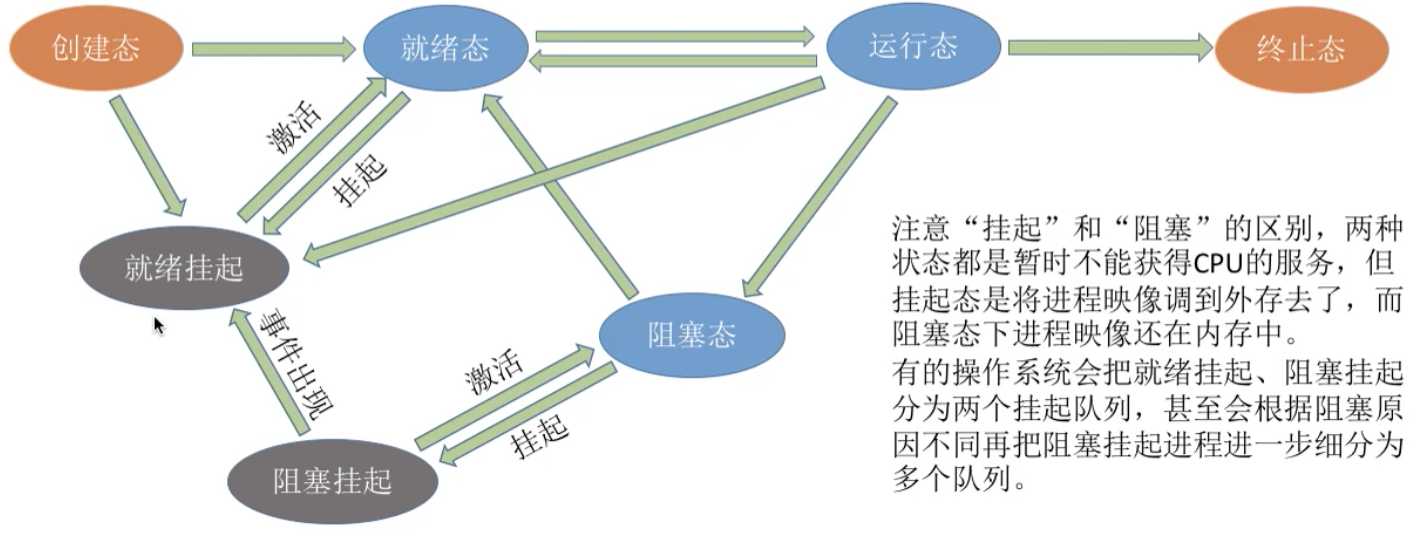 创建态
就绪态
运行态
终止态
激活
挂起
就绪挂起
事件出现
阻塞态
激活
挂起
阻塞挂起
注意“挂起”和“阻塞”的区别，两种
状态都是暂时不能获得CPU的服务，但
挂起态是将进程映像调到外存去了，而
阻塞态下进程映像还在内存中。
有的操作系统会把就绪挂起、阻塞挂起
分为两个挂起队列，甚至会根据阻塞原
因不同再把阻塞挂起进程进一步细分为
多个队列。